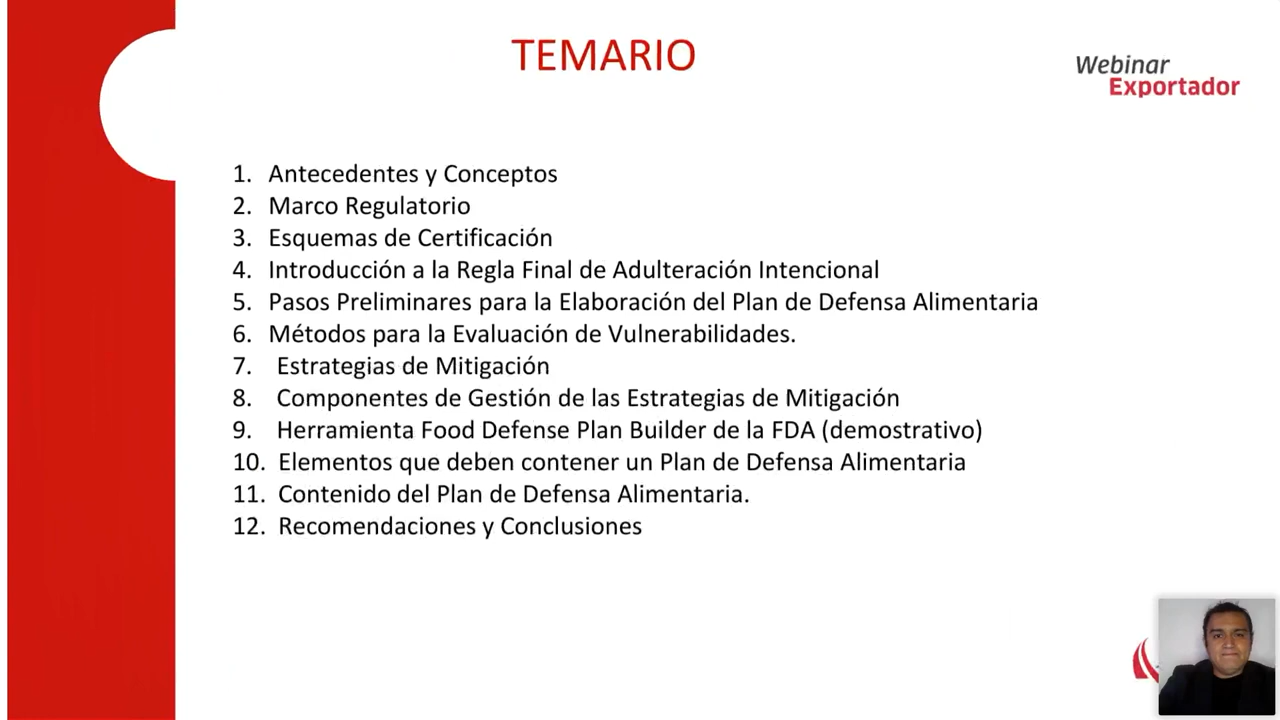 TEMARIO
Webinar
Exportador
1. Antecedentes y Conceptos
2. Marco Regulatorio
3. Esquemas de Certificación
4. Introducción a la Regla Final de Adulteración Intencional
5. Pasos Preliminares para la Elaboración del Plan de Defensa Alimentaria
6. Métodos para la Evaluación de Vulnerabilidades.
7. Estrategias de Mitigación
8. Componentes de Gestión de las Estrategias de Mitigación
9. Herramienta Food Defense Plan Builder de la FDA (demostrativo)
10. Elementos que deben contener un Plan de Defensa Alimentaria
11. Contenido del Plan de Defensa Alimentaria.
12. Recomendaciones y Conclusiones